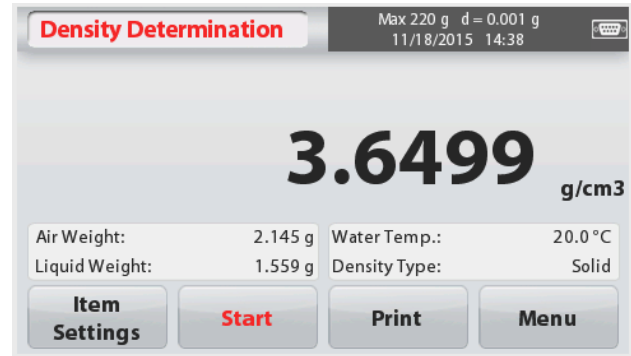 Density Determination
Max 220 g d = 0.001 g
11/18/2015 14:38
3.6499 g/cm3
Air Weight: 2.145 g
Liquid Weight: 1.559 g
Water Temp.: 20.0 °C
Density Type: Solid
Item
Settings
Start
Print
Menu